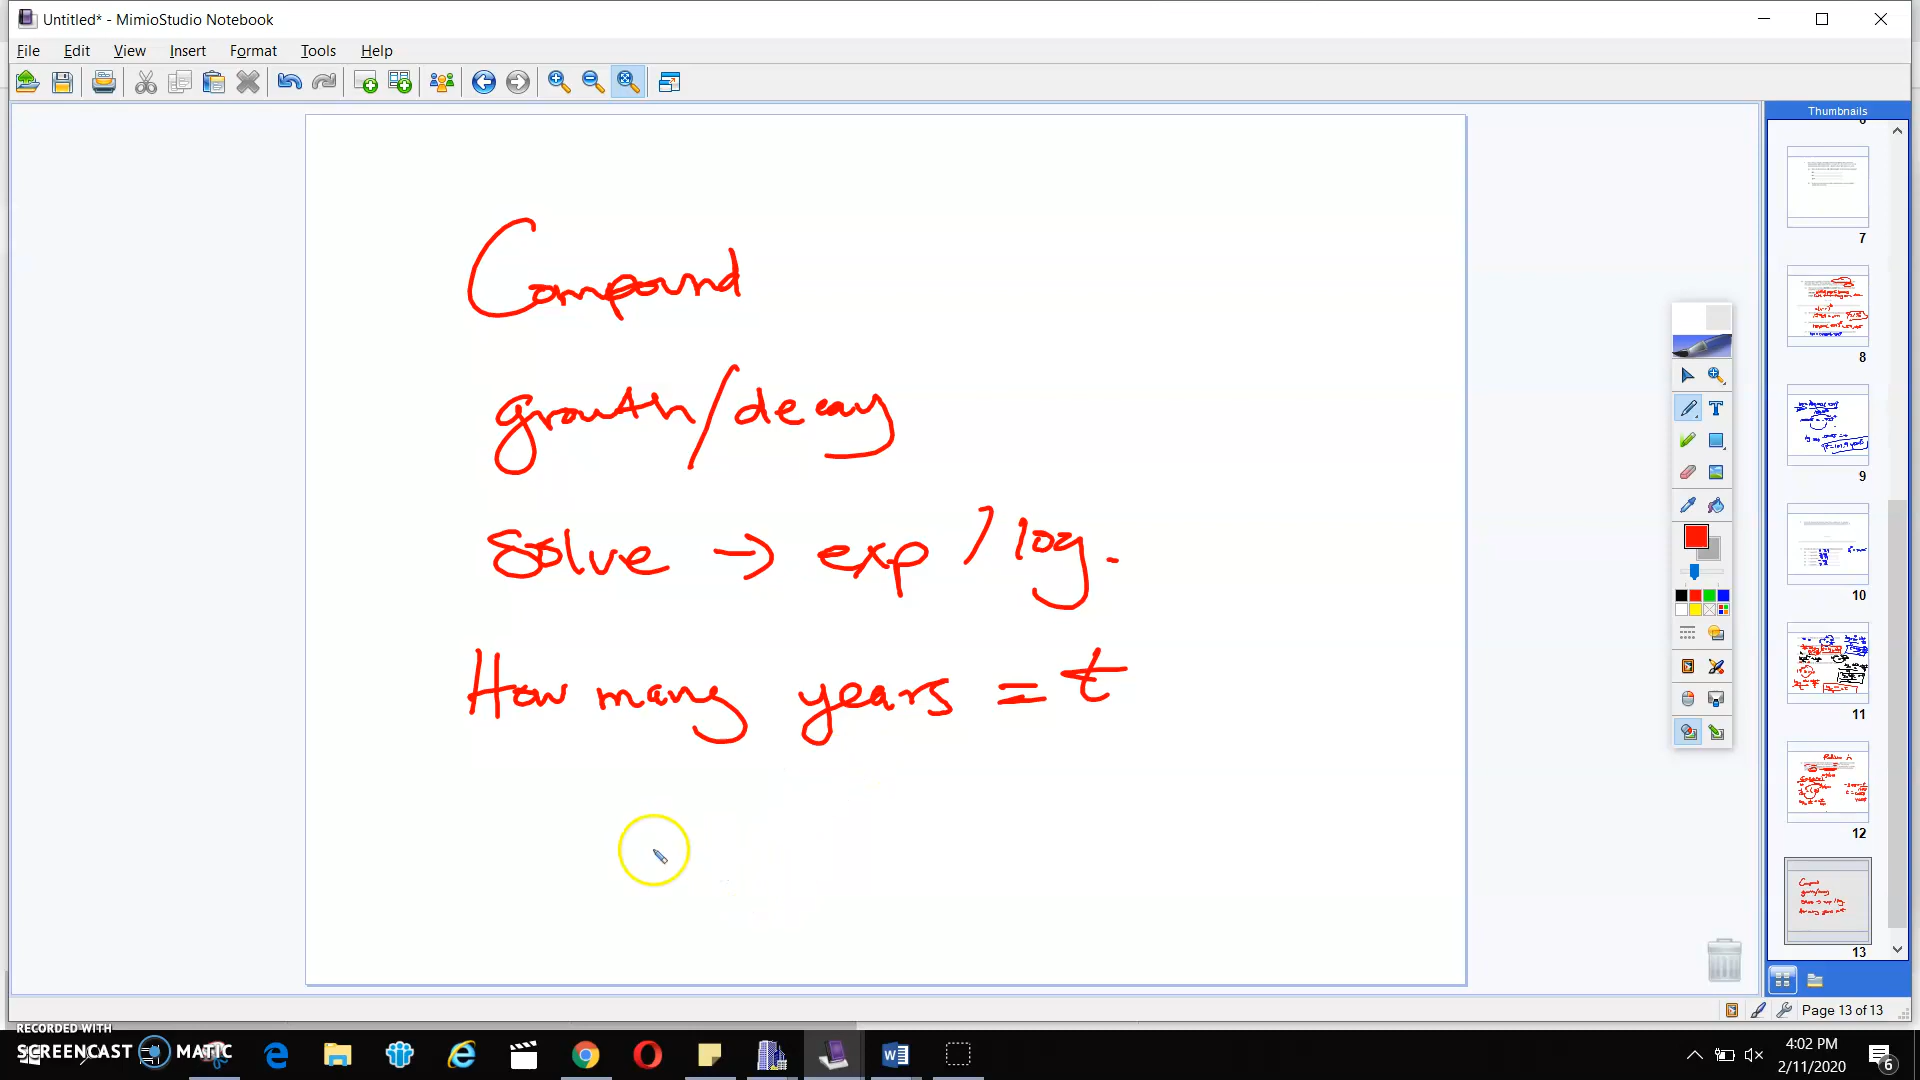 Untitled* - MimioStudio Notebook
File Edit View Insert Format Tools Help
Thumbnails
Compound
growth/decay
solve → exp / log.
How many years = t
7
8
9
10
11
12
13
Page 13 of 13
RECORDED WITH
SCREENCAST MATIC
4:02 PM
2/11/2020
6